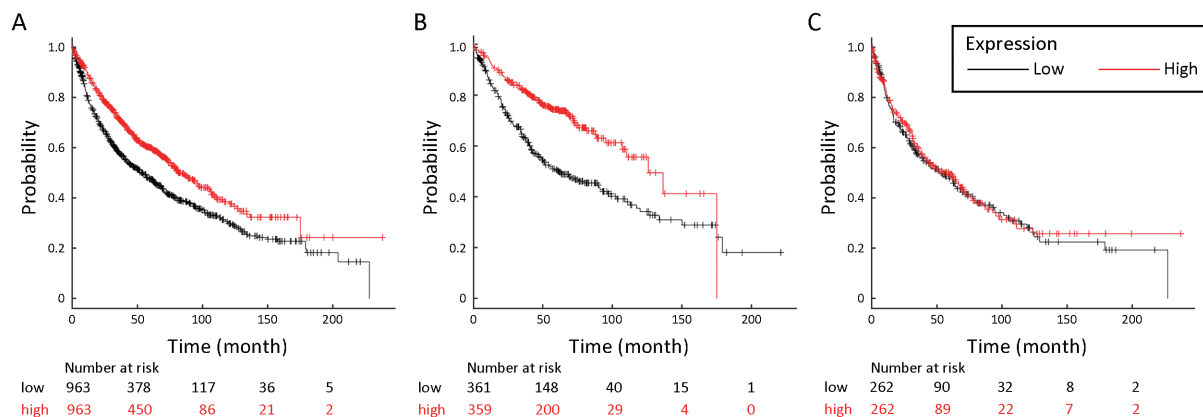 A
Probability
1.0
0.8
0.6
0.4
0.2
0
0 50 100 150 200
Time (month)
Number at risk
low 963 378 117 36 5
high 963 450 86 21 2
B
Probability
1.0
0.8
0.6
0.4
0.2
0
0 50 100 150 200
Time (month)
Number at risk
low 361 148 40 15 1
high 359 200 29 4 0
C
Probability
1.0
0.8
0.6
0.4
0.2
0
0 50 100 150 200
Time (month)
Number at risk
low 262 90 32 8 2
high 262 89 22 7 2
Expression
Low High